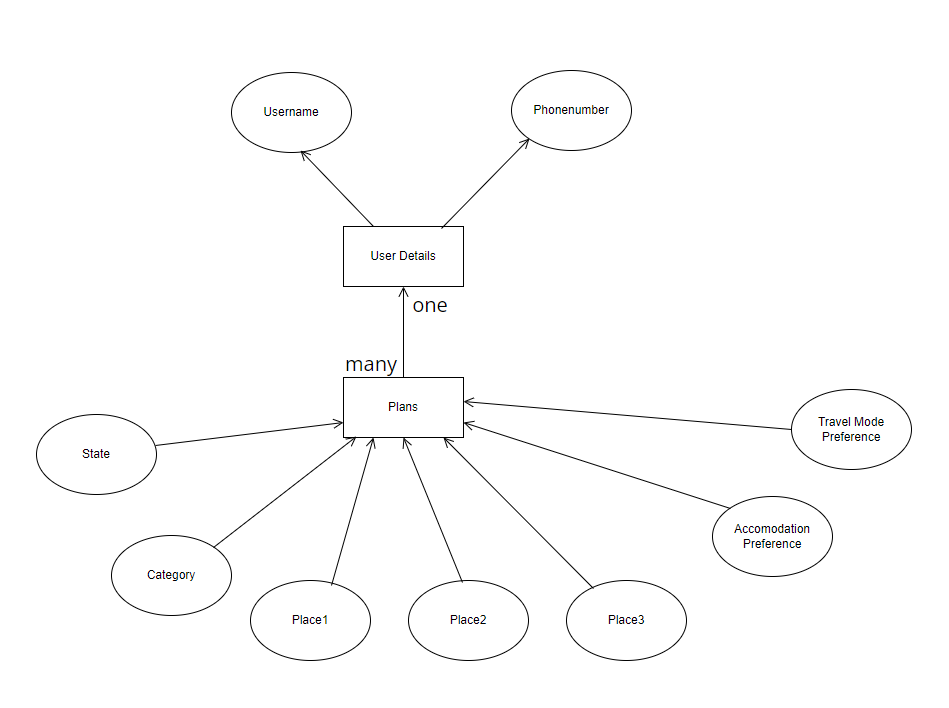 Username
Phonenumber
User Details
one
many
Plans
Travel Mode
Preference
State
Accomodation
Preference
Category
Place1
Place2
Place3